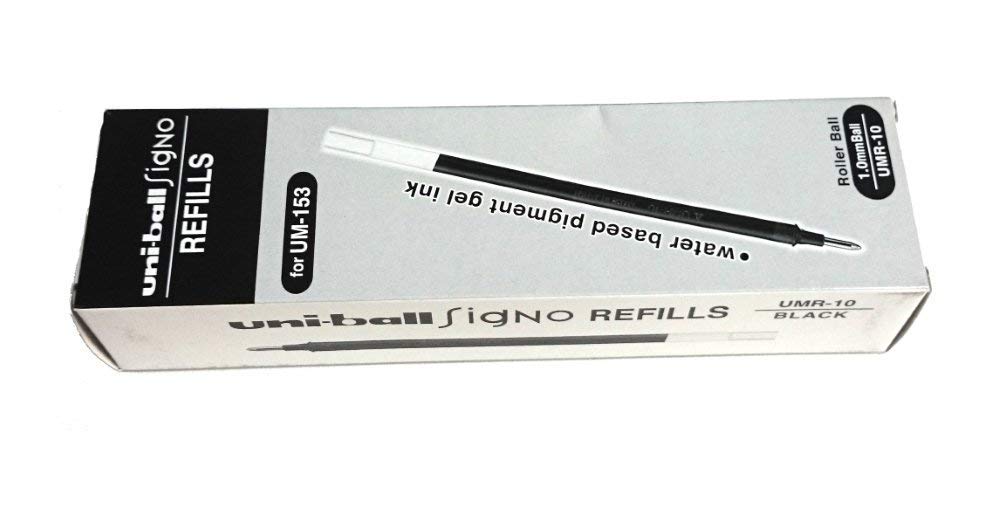 uni-ball Signo
REFILLS
for UM-153
• water based pigment gel ink
Roller Ball
1.0mmBall
UMR-10
uni-ball Signo REFILLS
UMR-10
BLACK